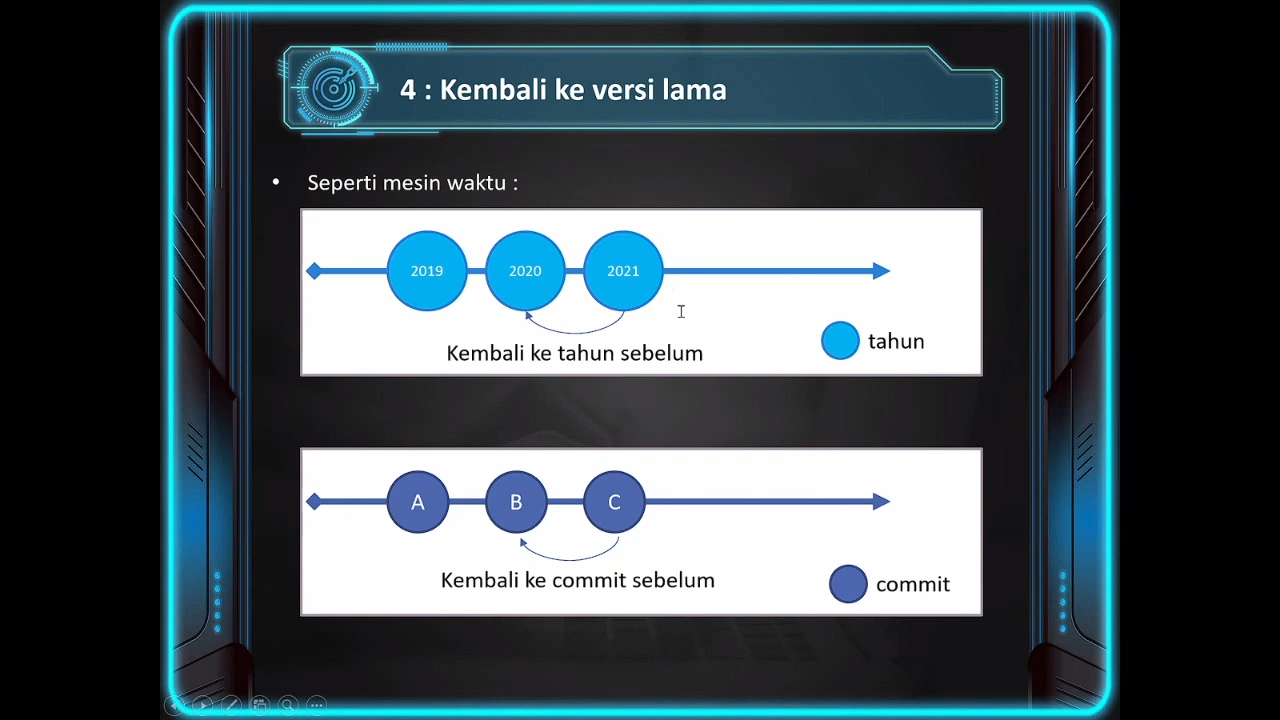 4 : Kembali ke versi lama
• Seperti mesin waktu :
2019 2020 2021
Kembali ke tahun sebelum
tahun
A B C
Kembali ke commit sebelum
commit